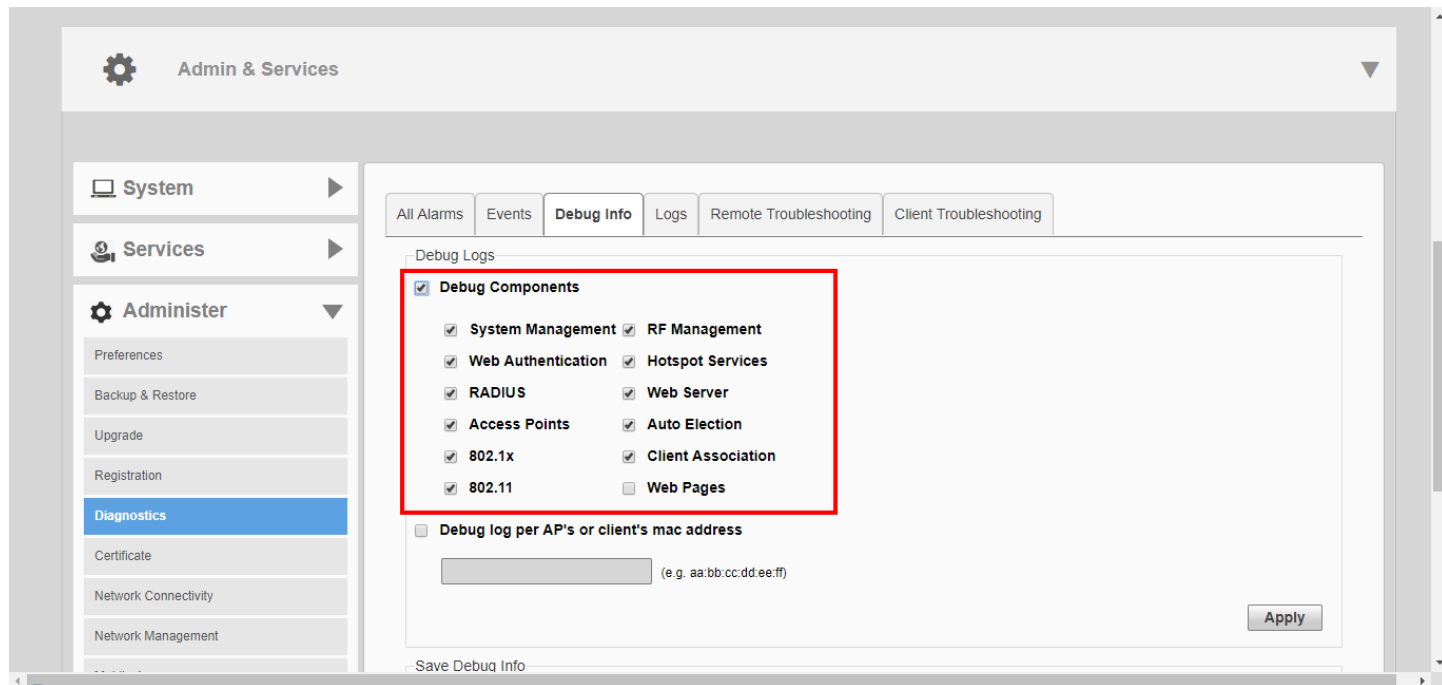 Admin & Services
System
Services
Administer
Preferences
Backup & Restore
Upgrade
Registration
Diagnostics
Certificate
Network Connectivity
Network Management
All Alarms Events Debug Info Logs Remote Troubleshooting Client Troubleshooting
Debug Logs
Debug Components
System Management RF Management
Web Authentication Hotspot Services
RADIUS Web Server
Access Points Auto Election
802.1x Client Association
802.11 Web Pages
Debug log per AP's or client's mac address
(e.g. aa:bb:cc:dd:ee:ff)
Apply
Save Debug Info